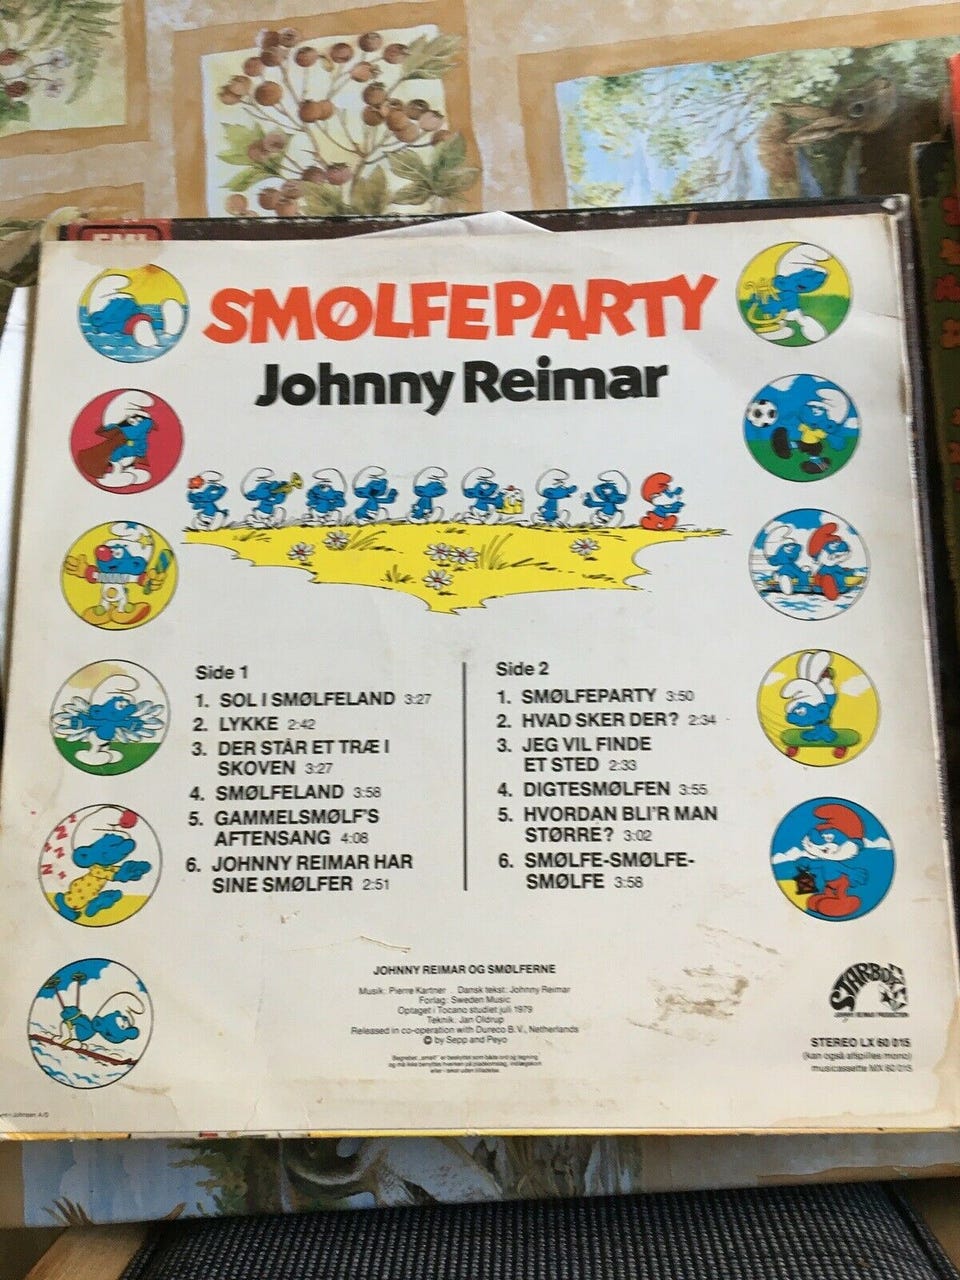 EMI
SMØLFEPARTY
Johnny Reimar
Side 1
1. SOL I SMØLFELAND 3:27
2. LYKKE 2:42
3. DER STÅR ET TRÆ I
SKOVEN 3:27
4. SMØLFELAND 3:58
5. GAMMELSMØLF'S
AFTENSANG 4:08
6. JOHNNY REIMAR HAR
SINE SMØLFER 2:51
Side 2
1. SMØLFEPARTY 3:50
2. HVAD SKER DER? 2:34
3. JEG VIL FINDE
ET STED 2:33
4. DIGTESMØLFEN 3:55
5. HVORDAN BLI'R MAN
STØRRE? 3:02
6. SMØLFE-SMØLFE-
SMØLFE 3:58
Z
Z
Z
Z
JOHNNY REIMAR OG SMØLFERNE
Musik: Pierre Kartner Dansk tekst: Johnny Reimar
Forlag: Sweden Music
Optaget i Tocano studiet juli 1979
Teknik: Jan Oldrup
Released in co-operation with Dureco B.V., Netherlands
© by Sepp and Peyo
STARBOX
JOHNNY REIMAR PRODUCTION
STEREO LX 60 015
(kan også afspilles mono)
musicassette MX 60 015
Johnsen A/S